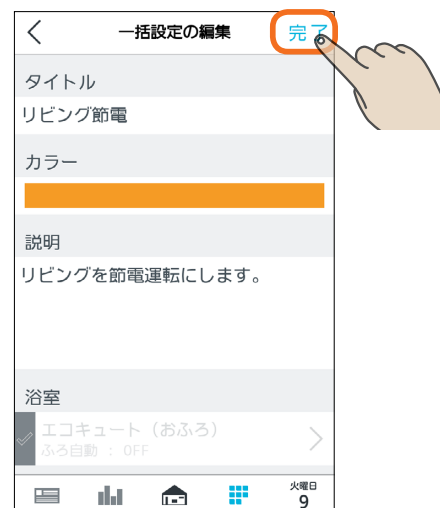 一括設定の編集
完了
タイトル
リビング節電
カラー
説明
リビングを節電運転にします。
浴室
エコキュート（おふろ）
ふろ自動 : OFF
火曜日
9